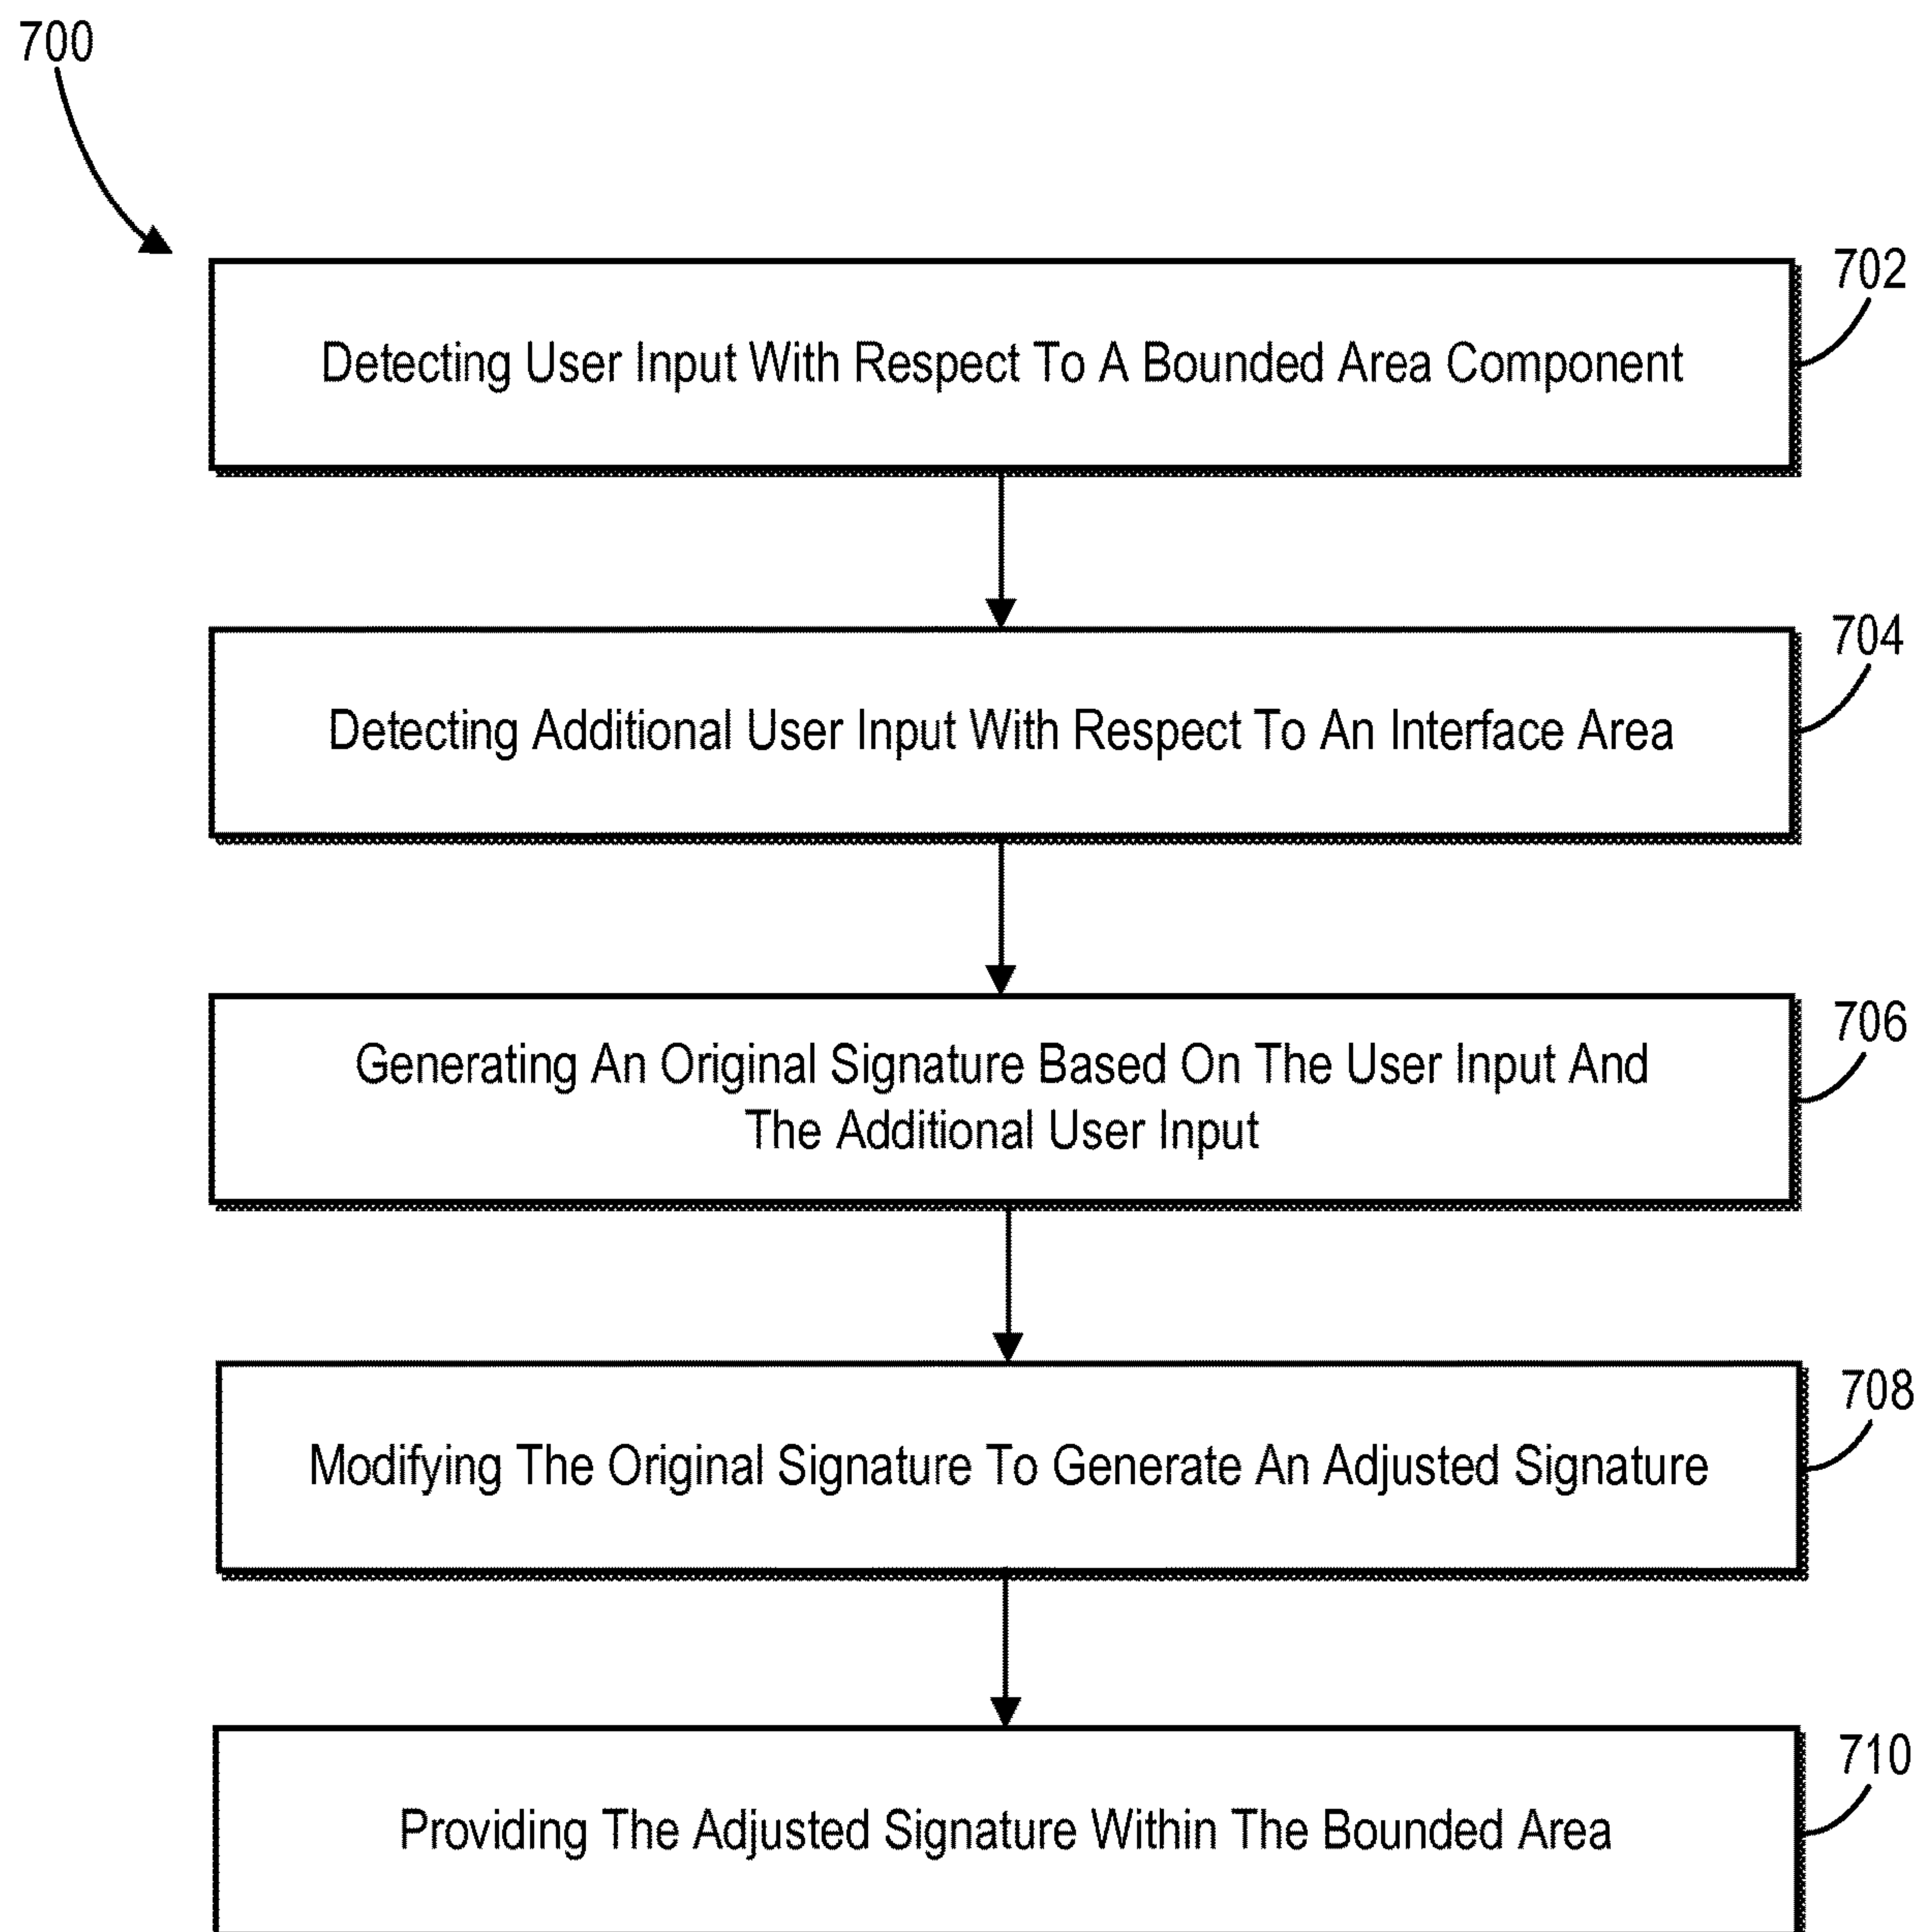 700
702
Detecting User Input With Respect To A Bounded Area Component
704
Detecting Additional User Input With Respect To An Interface Area
706
Generating An Original Signature Based On The User Input And
The Additional User Input
708
Modifying The Original Signature To Generate An Adjusted Signature
710
Providing The Adjusted Signature Within The Bounded Area